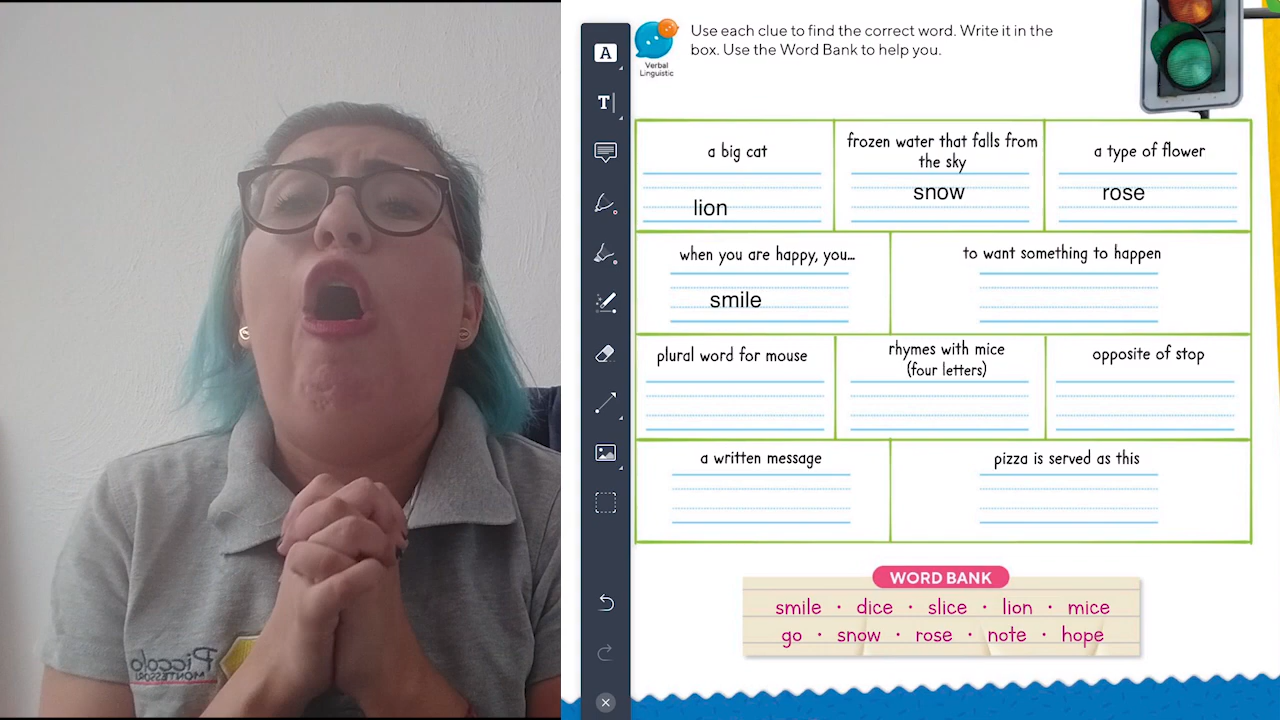 Use each clue to find the correct word. Write it in the
box. Use the Word Bank to help you.
Verbal
Linguistic
A
T
a big cat
lion
frozen water that falls from
the sky
snow
a type of flower
rose
when you are happy, you...
smile
to want something to happen
plural word for mouse
rhymes with mice
(four letters)
opposite of stop
a written message
pizza is served as this
WORD BANK
smile · dice · slice · lion · mice
go · snow · rose · note · hope
Piccolo
MONTESSORI